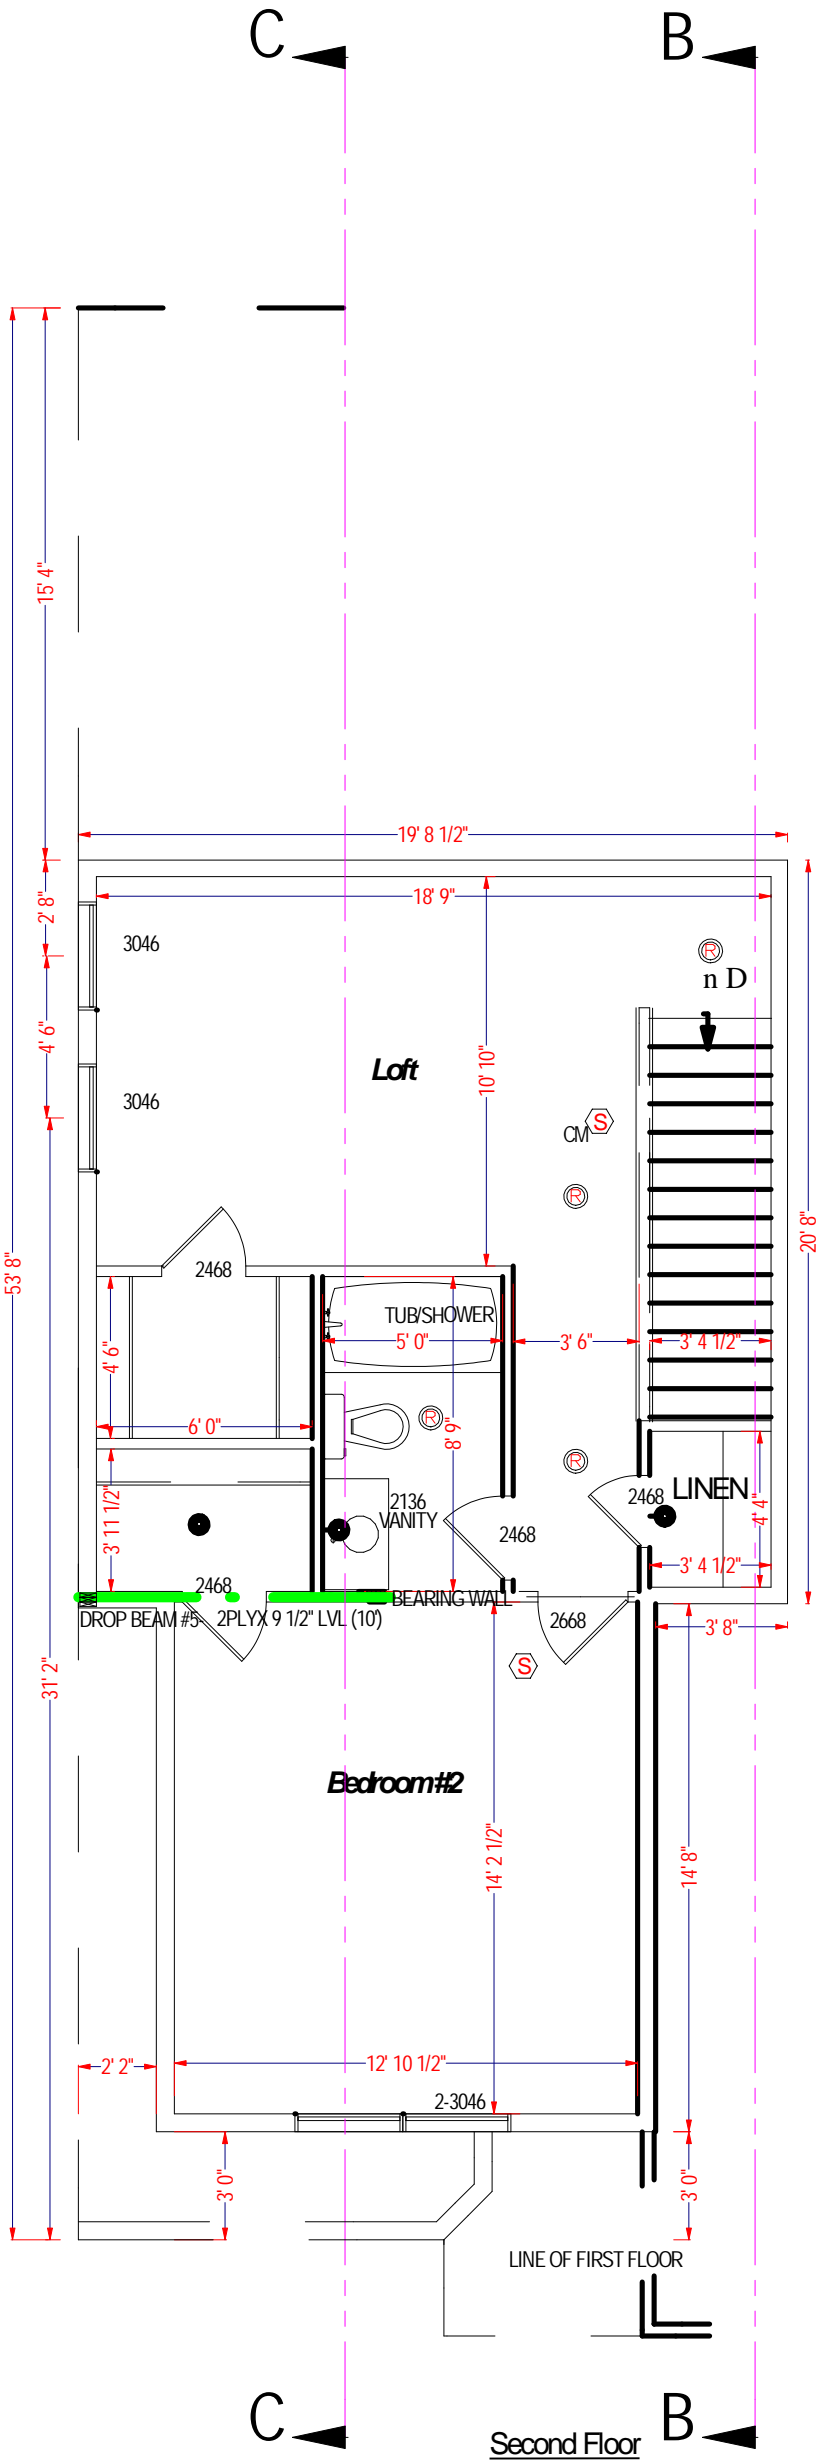 C
B
19' 8 1/2"
18' 9"
15' 4"
2' 8"
3046
R
n D
4' 6"
Loft
10' 10"
3046
CM
S
R
53' 8"
20' 8"
2468
TUB/SHOWER
5' 0"
3' 6"
3' 4 1/2"
4' 6"
6' 0"
R
8' 9"
R
3' 11 1/2"
2136
VANITY
2468
2468
LINEN
4' 4"
3' 4 1/2"
2468
BEARING WALL
DROP BEAM #5- 2PLYX 9 1/2" LVL (10')
2668
3' 8"
S
31' 2"
Bedroom#2
14' 2 1/2"
14' 8"
2' 2"
12' 10 1/2"
2-3046
3' 0"
3' 0"
LINE OF FIRST FLOOR
C
B
Second Floor